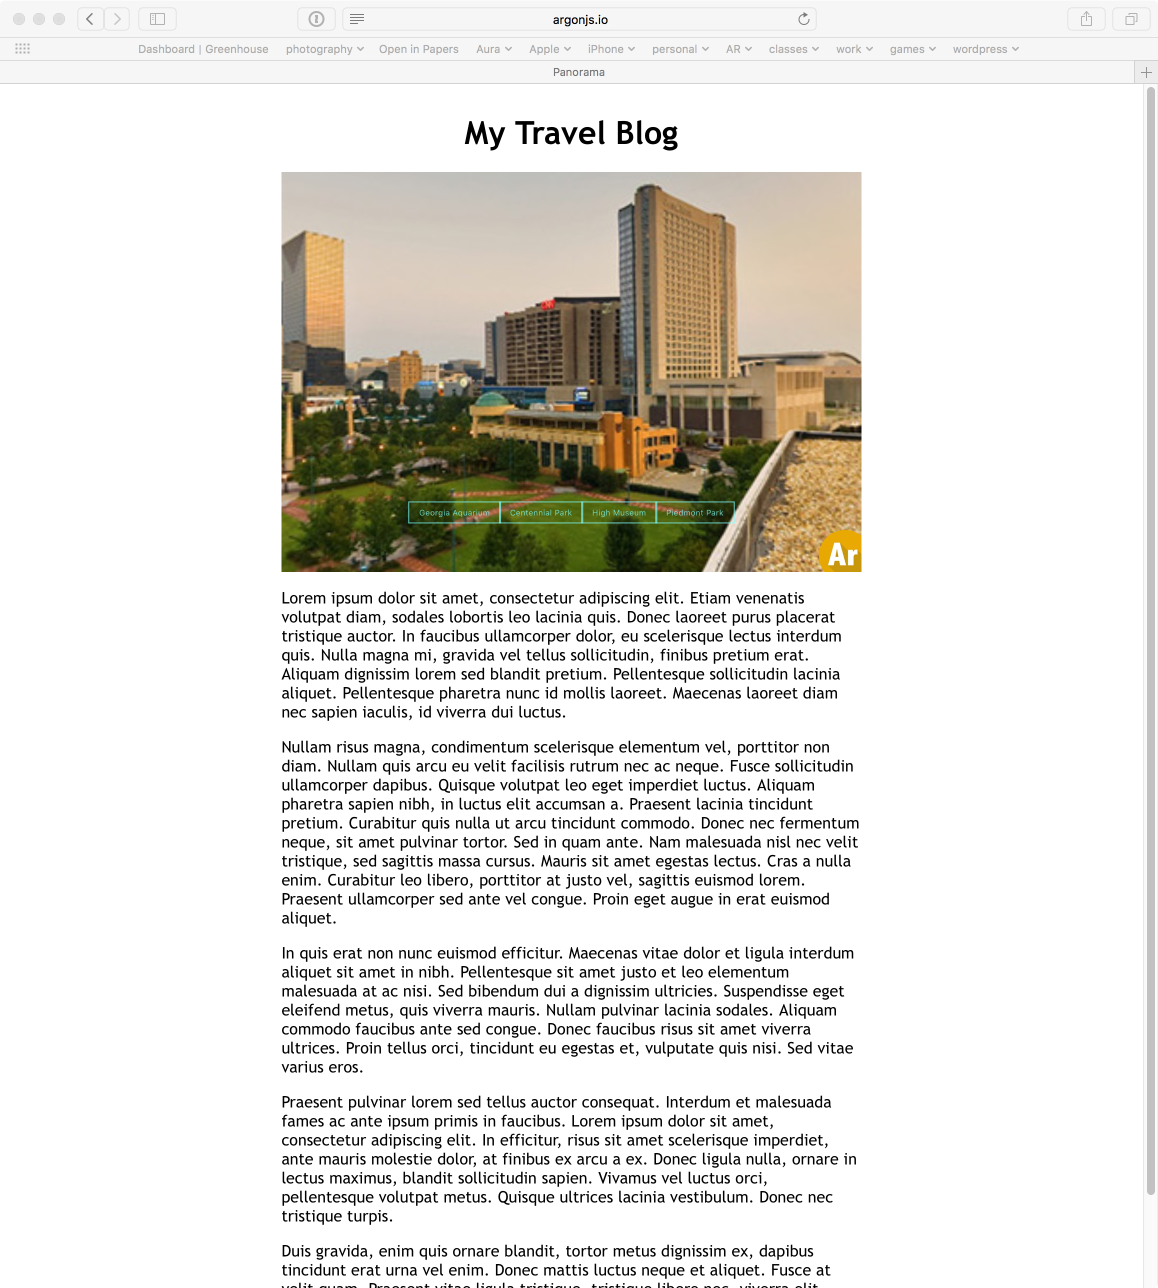 argonjs.io
Dashboard | Greenhouse photography Open in Papers Aura Apple iPhone personal AR classes work games wordpress
Panorama
My Travel Blog
CNN
Georgia Aquarium Centennial Park High Museum Piedmont Park
Ar
Lorem ipsum dolor sit amet, consectetur adipiscing elit. Etiam venenatis
volutpat diam, sodales lobortis leo lacinia quis. Donec laoreet purus placerat
tristique auctor. In faucibus ullamcorper dolor, eu scelerisque lectus interdum
quis. Nulla magna mi, gravida vel tellus sollicitudin, finibus pretium erat.
Aliquam dignissim lorem sed blandit pretium. Pellentesque sollicitudin lacinia
aliquet. Pellentesque pharetra nunc id mollis laoreet. Maecenas laoreet diam
nec sapien iaculis, id viverra dui luctus.
Nullam risus magna, condimentum scelerisque elementum vel, porttitor non
diam. Nullam quis arcu eu velit facilisis rutrum nec ac neque. Fusce sollicitudin
ullamcorper dapibus. Quisque volutpat leo eget imperdiet luctus. Aliquam
pharetra sapien nibh, in luctus elit accumsan a. Praesent lacinia tincidunt
pretium. Curabitur quis nulla ut arcu tincidunt commodo. Donec nec fermentum
neque, sit amet pulvinar tortor. Sed in quam ante. Nam malesuada nisl nec velit
tristique, sed sagittis massa cursus. Mauris sit amet egestas lectus. Cras a nulla
enim. Curabitur leo libero, porttitor at justo vel, sagittis euismod lorem.
Praesent ullamcorper sed ante vel congue. Proin eget augue in erat euismod
aliquet.
In quis erat non nunc euismod efficitur. Maecenas vitae dolor et ligula interdum
aliquet sit amet in nibh. Pellentesque sit amet justo et leo elementum
malesuada at ac nisi. Sed bibendum dui a dignissim ultricies. Suspendisse eget
eleifend metus, quis viverra mauris. Nullam pulvinar lacinia sodales. Aliquam
commodo faucibus ante sed congue. Donec faucibus risus sit amet viverra
ultrices. Proin tellus orci, tincidunt eu egestas et, vulputate quis nisi. Sed vitae
varius eros.
Praesent pulvinar lorem sed tellus auctor consequat. Interdum et malesuada
fames ac ante ipsum primis in faucibus. Lorem ipsum dolor sit amet,
consectetur adipiscing elit. In efficitur, risus sit amet scelerisque imperdiet,
ante mauris molestie dolor, at finibus ex arcu a ex. Donec ligula nulla, ornare in
lectus maximus, blandit sollicitudin sapien. Vivamus vel luctus orci,
pellentesque volutpat metus. Quisque ultrices lacinia vestibulum. Donec nec
tristique turpis.
Duis gravida, enim quis ornare blandit, tortor metus dignissim ex, dapibus
tincidunt erat urna vel enim. Donec mattis luctus neque et aliquet. Fusce at
velit quam. Praesent vitae ligula tristique, tristique libero nec, viverra elit.